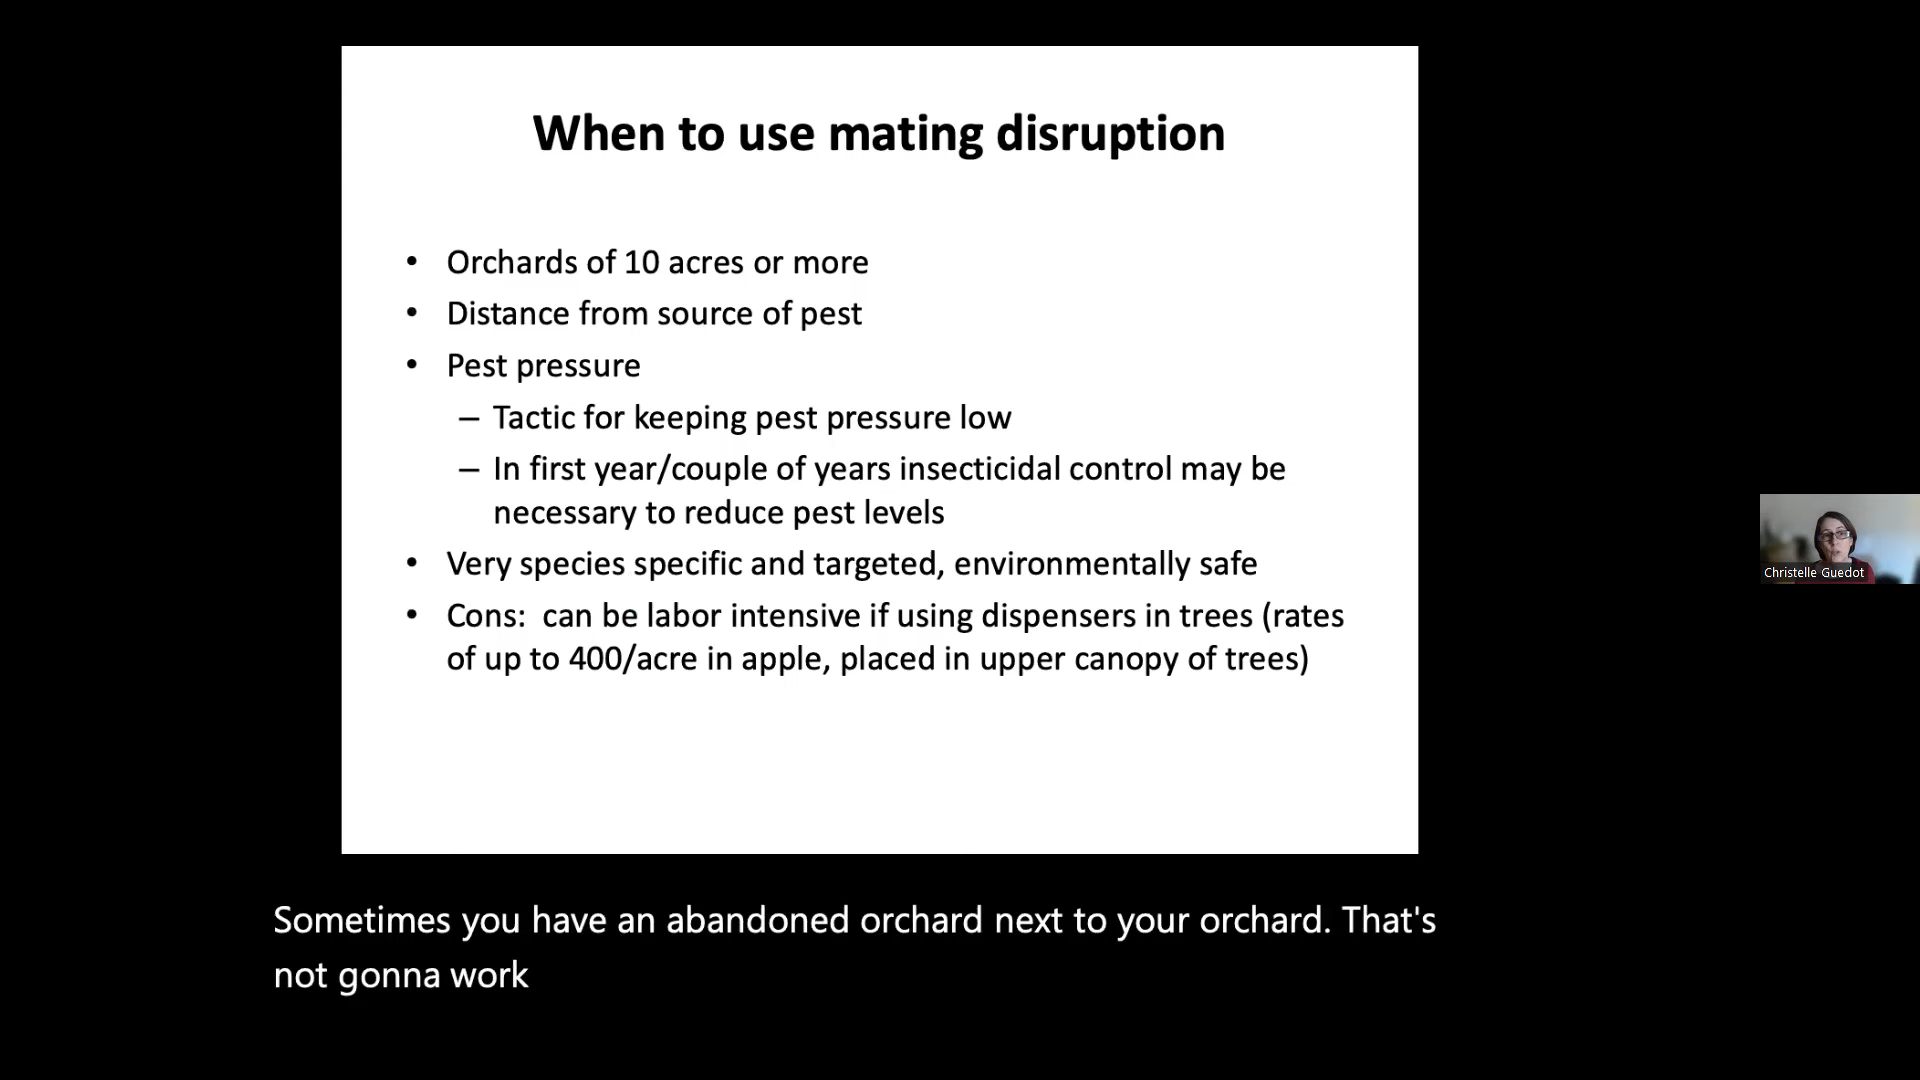 When to use mating disruption
• Orchards of 10 acres or more
• Distance from source of pest
• Pest pressure
– Tactic for keeping pest pressure low
– In first year/couple of years insecticidal control may be
necessary to reduce pest levels
• Very species specific and targeted, environmentally safe
• Cons:  can be labor intensive if using dispensers in trees (rates
of up to 400/acre in apple, placed in upper canopy of trees)
Christelle Guedot
Sometimes you have an abandoned orchard next to your orchard. That's
not gonna work